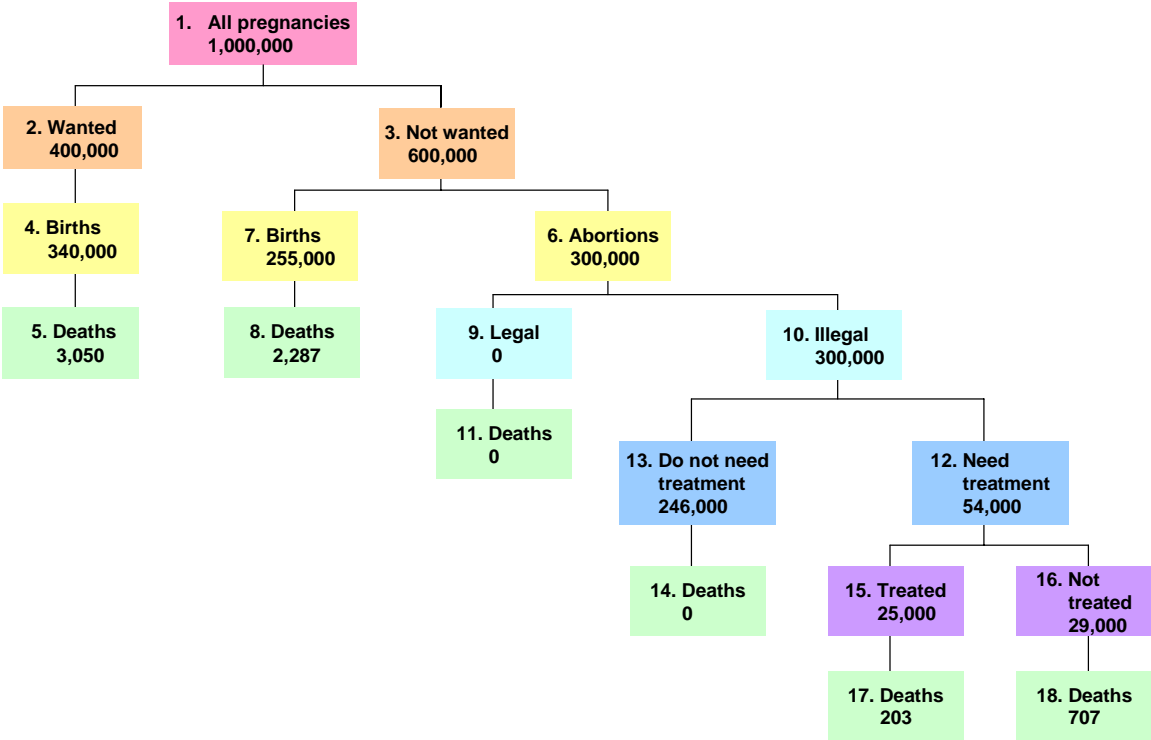 1. All pregnancies
1,000,000
2. Wanted
400,000
3. Not wanted
600,000
4. Births
340,000
7. Births
255,000
6. Abortions
300,000
5. Deaths
3,050
8. Deaths
2,287
9. Legal
0
10. Illegal
300,000
11. Deaths
0
13. Do not need
treatment
246,000
12. Need
treatment
54,000
14. Deaths
0
15. Treated
25,000
16. Not
treated
29,000
17. Deaths
203
18. Deaths
707